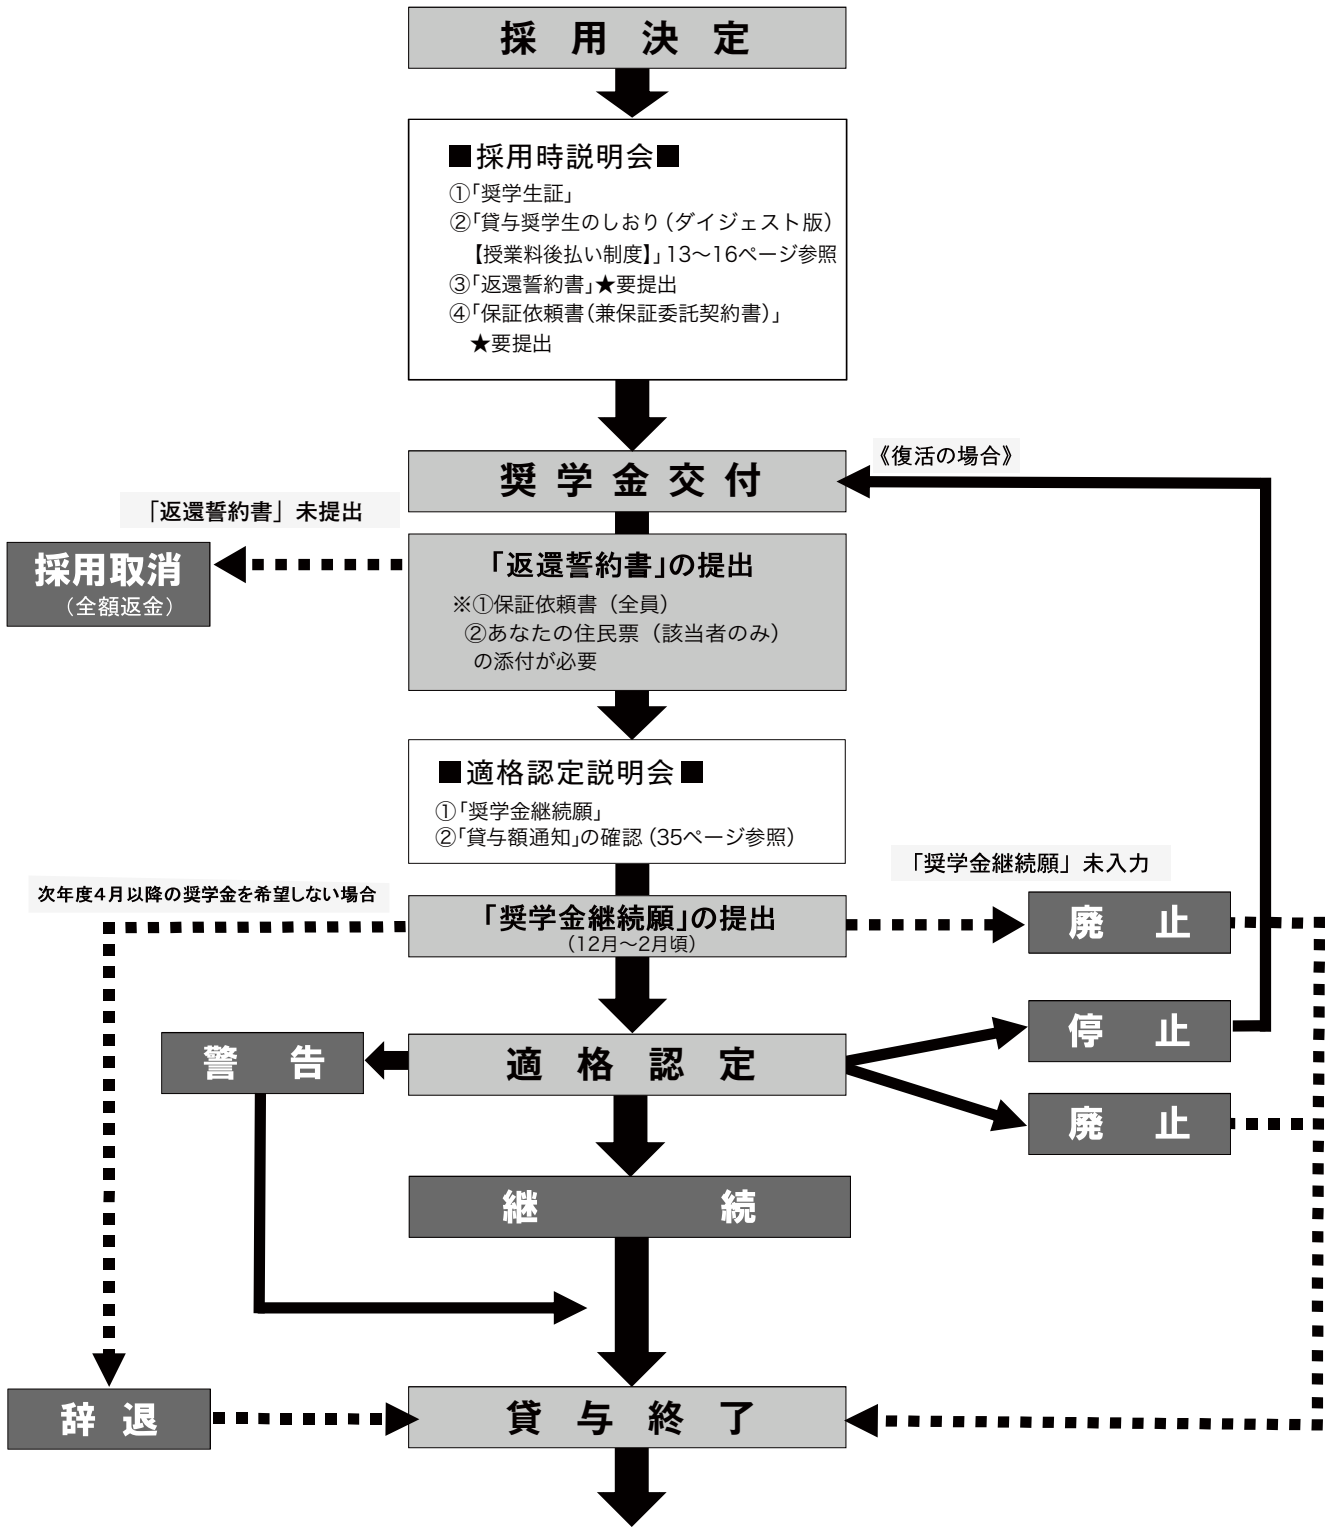 採用決定
■採用時説明会■
①「奨学生証」
②「貸与奨学生のしおり（ダイジェスト版）
【授業料後払い制度】」13〜16ページ参照
③「返還誓約書」★要提出
④「保証依頼書（兼保証委託契約書）」
★要提出
奨学金交付
《復活の場合》
「返還誓約書」未提出
採用取消
（全額返金）
「返還誓約書」の提出
※①保証依頼書（全員）
②あなたの住民票（該当者のみ）
の添付が必要
■適格認定説明会■
①「奨学金継続願」
②「貸与額通知」の確認（35ページ参照）
「奨学金継続願」未入力
次年度4月以降の奨学金を希望しない場合
「奨学金継続願」の提出
（12月〜2月頃）
廃止
停止
警告
適格認定
廃止
継続
辞退
貸与終了